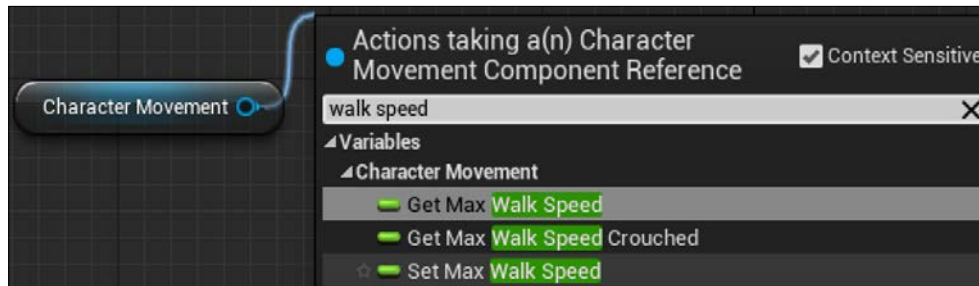 Actions taking a(n) Character
Movement Component Reference
Context Sensitive
Character Movement
walk speed
Variables
Character Movement
Get Max Walk Speed
Get Max Walk Speed Crouched
Set Max Walk Speed